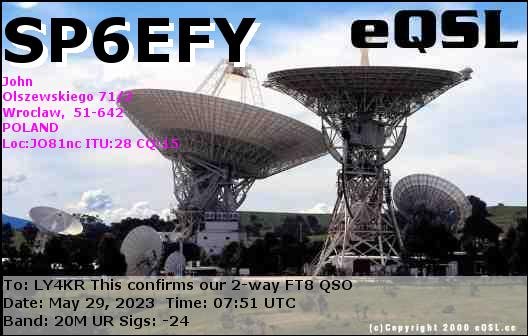 SP6EFY
eQSL
John
Olszewskiego 71/
Wroclaw, 51-642
POLAND
Loc:JO81nc ITU:28 CQ:15
To: LY4KR This confirms our 2-way FT8 QSO
Date: May 29, 2023 Time: 07:51 UTC
Band: 20M UR Sigs: -24
(c)Copyright 2000 eQSL.cc